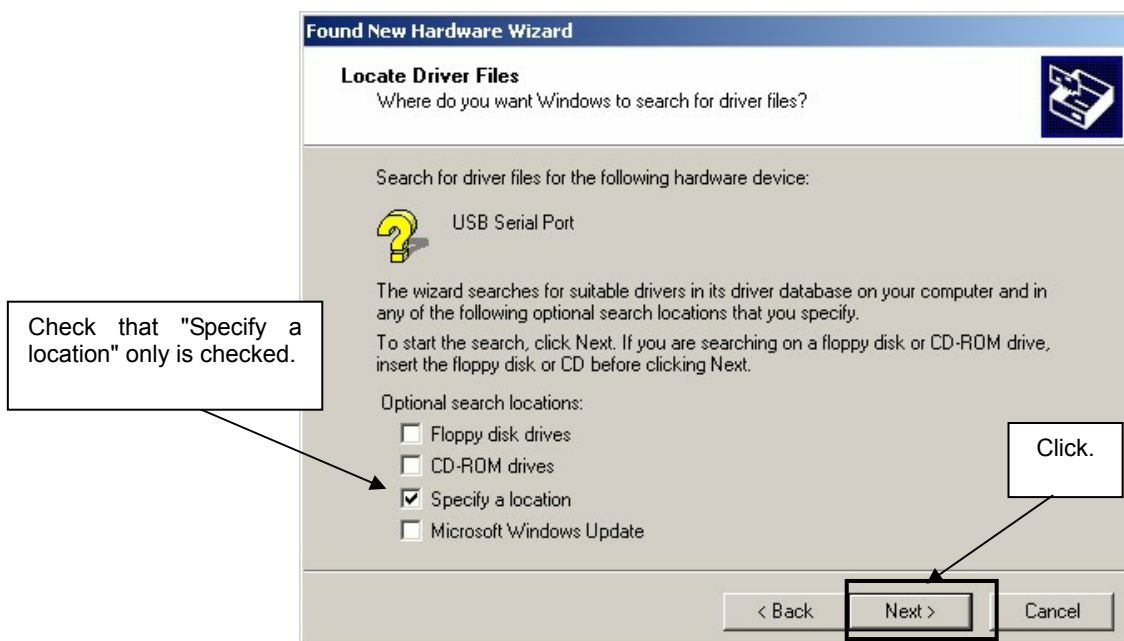 Found New Hardware Wizard
Locate Driver Files
Where do you want Windows to search for driver files?
Search for driver files for the following hardware device:
USB Serial Port
The wizard searches for suitable drivers in its driver database on your computer and in
any of the following optional search locations that you specify.
To start the search, click Next. If you are searching on a floppy disk or CD-ROM drive,
insert the floppy disk or CD before clicking Next.
Check that "Specify a
location" only is checked.
Optional search locations:
Floppy disk drives
CD-ROM drives
Specify a location
Microsoft Windows Update
Click.
< Back
Next >
Cancel